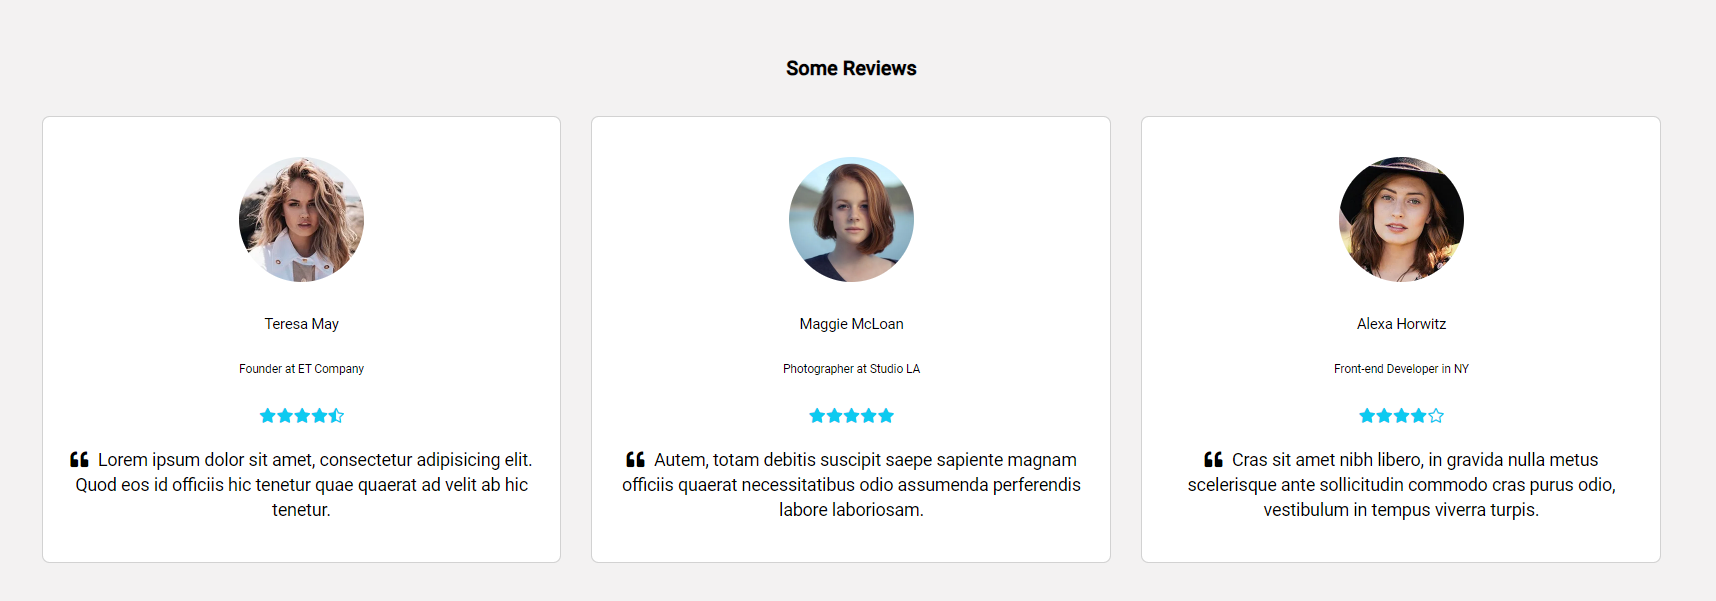 Some Reviews
Teresa May
Founder at ET Company
“ Lorem ipsum dolor sit amet, consectetur adipisicing elit.
Quod eos id officiis hic tenetur quae quaerat ad velit ab hic
tenetur.
Maggie McLoan
Photographer at Studio LA
“ Autem, totam debitis suscipit saepe sapiente magnam
officiis quaerat necessitatibus odio assumenda perferendis
labore laboriosam.
Alexa Horwitz
Front-end Developer in NY
“ Cras sit amet nibh libero, in gravida nulla metus
scelerisque ante sollicitudin commodo cras purus odio,
vestibulum in tempus viverra turpis.